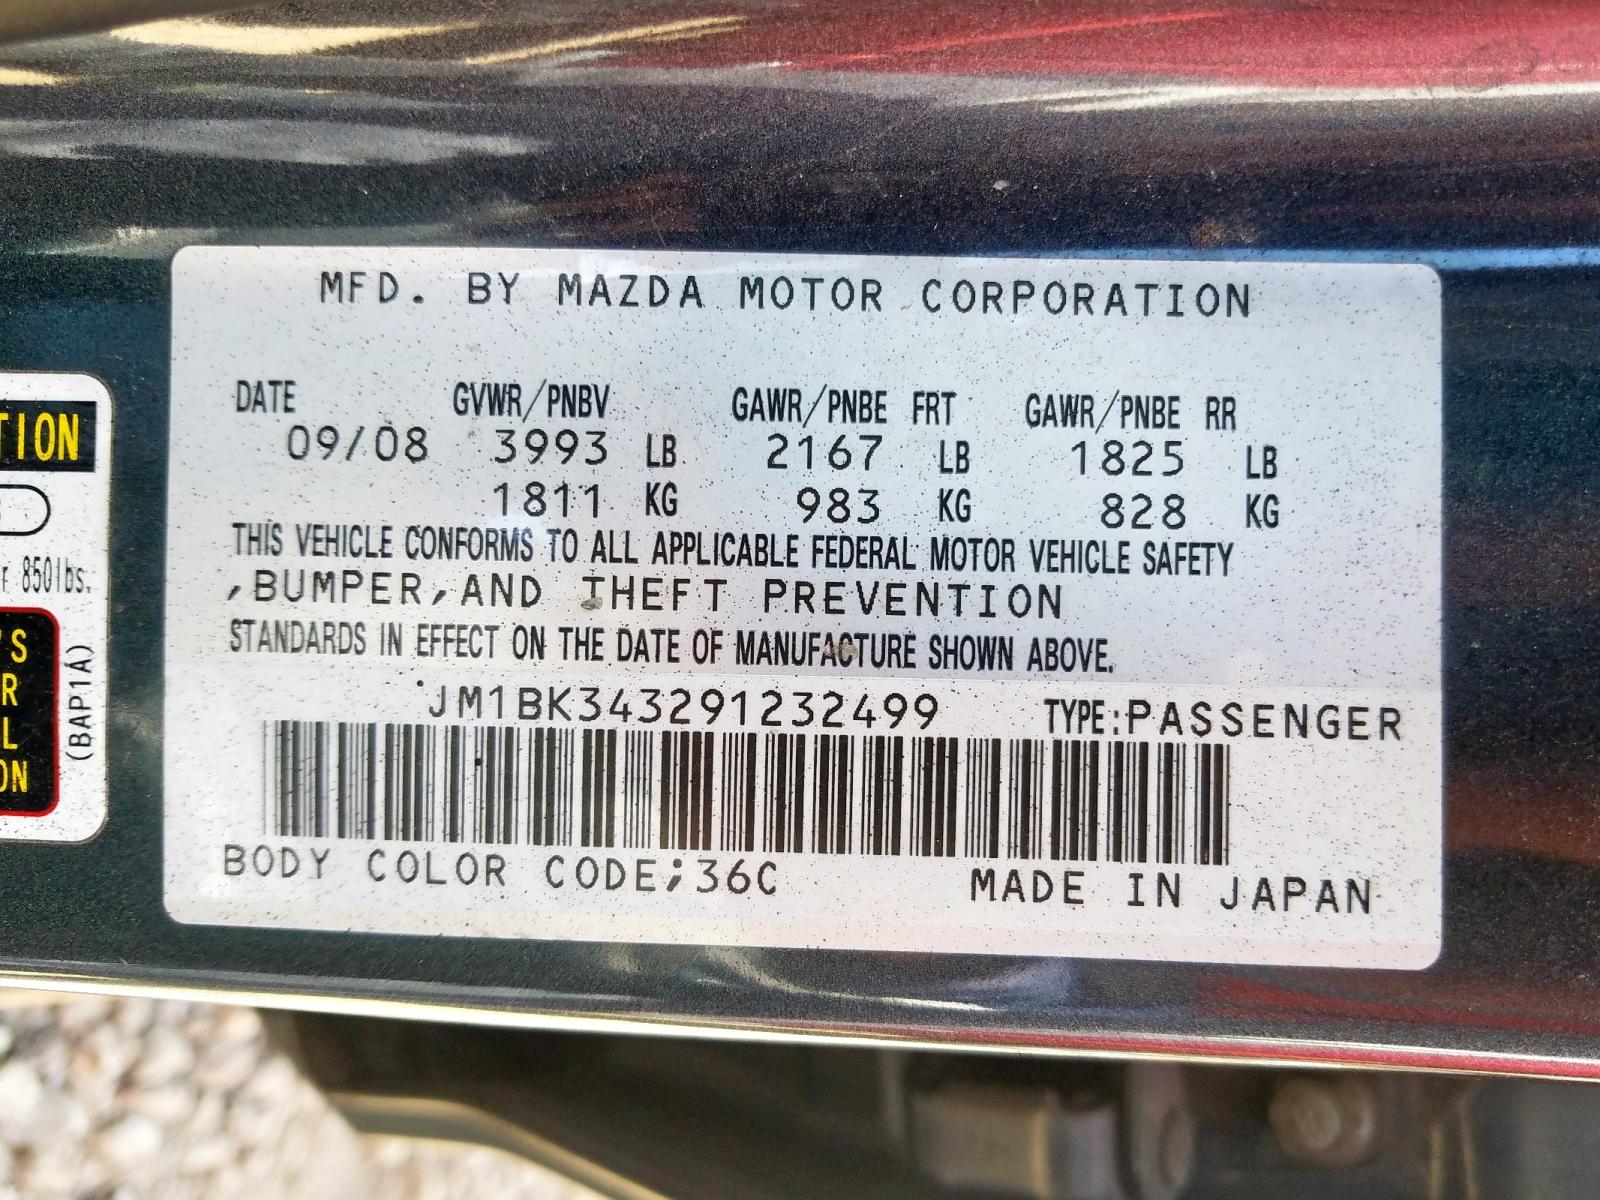 MFD. BY MAZDA MOTOR CORPORATION
DATE GVWR/PNBV GAWR/PNBE FRT GAWR/PNBE RR
09/08 3993 LB 2167 LB 1825 LB
1811 KG 983 KG 828 KG
THIS VEHICLE CONFORMS TO ALL APPLICABLE FEDERAL MOTOR VEHICLE SAFETY
,BUMPER,AND THEFT PREVENTION
STANDARDS IN EFFECT ON THE DATE OF MANUFACTURE SHOWN ABOVE.
JM1BK343291232499 TYPE:PASSENGER
BODY COLOR CODE;36C MADE IN JAPAN
TION
r 850lbs.
'S
R
L
ON
(BAP1A)